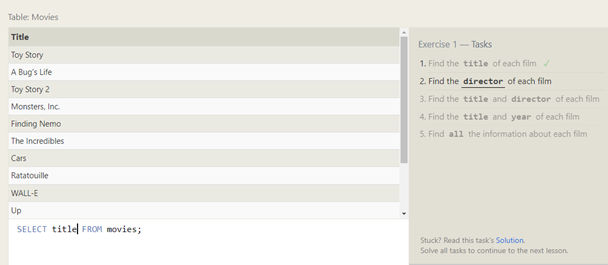 Table: Movies
Title
Toy Story
A Bug's Life
Toy Story 2
Monsters, Inc.
Finding Nemo
The Incredibles
Cars
Ratatouille
WALL-E
Up
SELECT title FROM movies;
Exercise 1 — Tasks
1. Find the title of each film ✓
2. Find the director of each film
3. Find the title and director of each film
4. Find the title and year of each film
5. Find all the information about each film
Stuck? Read this task's Solution.
Solve all tasks to continue to the next lesson.